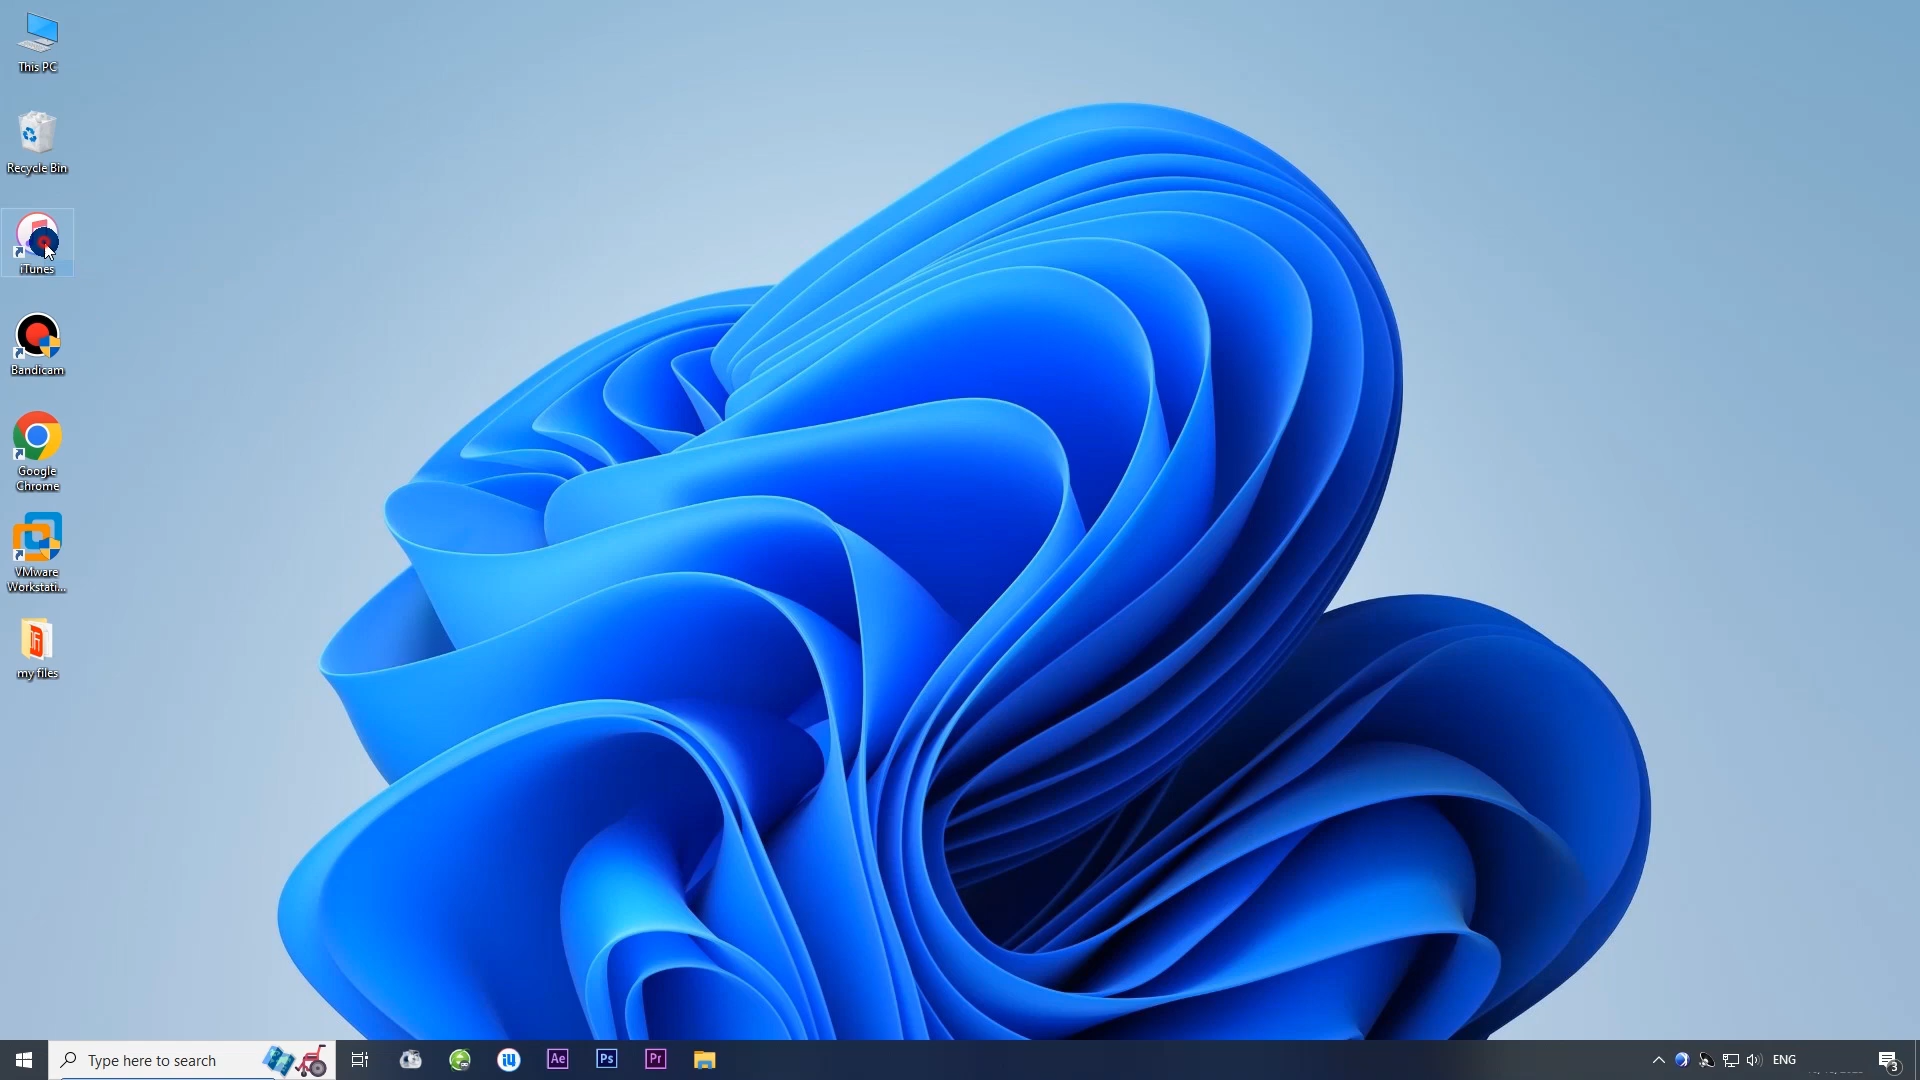 This PC
Recycle Bin
iTunes
Bandicam
Google
Chrome
VMware
Workstati...
my files
Type here to search
iU
Ae
Ps
Pr
ENG
3